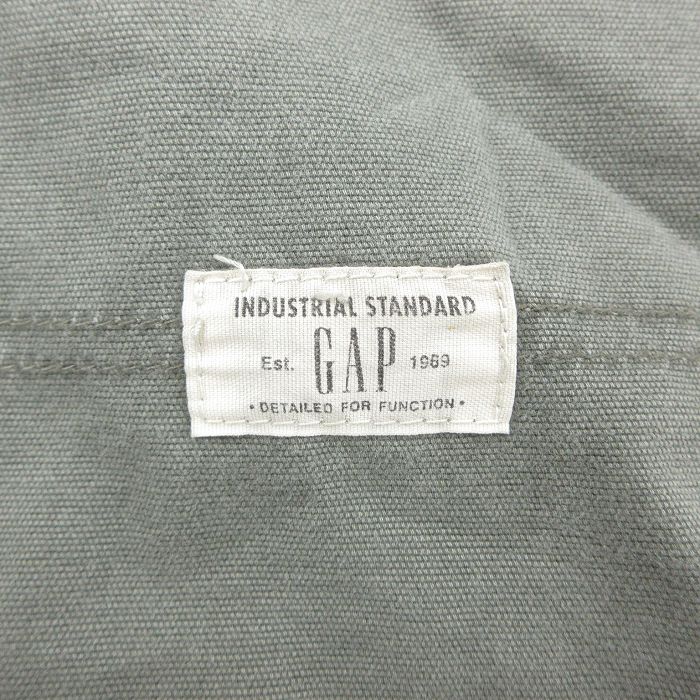 INDUSTRIAL STANDARD
Est. GAP 1969
• DETAILED FOR FUNCTION •